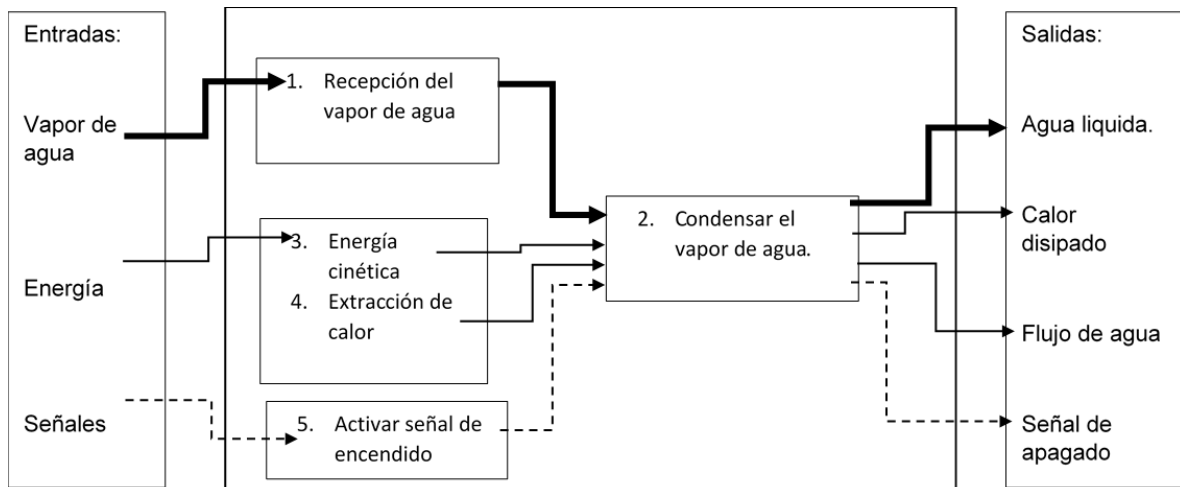 Entradas:
Vapor de
agua
Energía
Señales
1. Recepción del
vapor de agua
3. Energía
cinética
4. Extracción de
calor
5. Activar señal de
encendido
2. Condensar el
vapor de agua.
Salidas:
Agua liquida.
Calor
disipado
Flujo de agua
Señal de
apagado